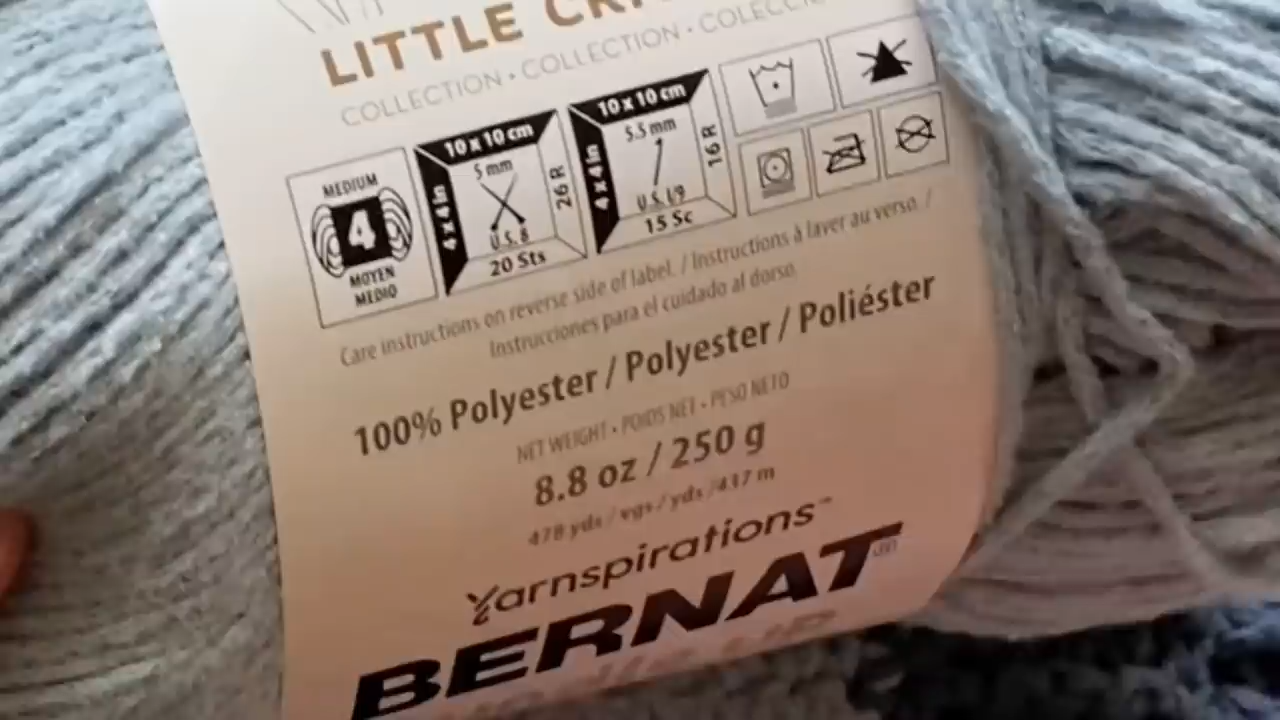 LITTLE
COLLECTION • COLLECTION •
MEDIUM
4
MOYEN
MEDIO
10 x 10 cm
4 x 4 in
5 mm
26 R
U.S. 8
20 Sts
10 x 10 cm
4 x 4 in
5.5 mm
16 R
U.S. I/9
15 Sc
Care instructions on reverse side of label. / Instructions à laver au verso. /
Instrucciones para el cuidado al dorso.
100% Polyester / Polyester / Poliéster
NET WEIGHT • POIDS NET • PESO NETO
8.8 oz / 250 g
478 yds / vgs / yds / 437 m
Yarnspirations™
BERNAT